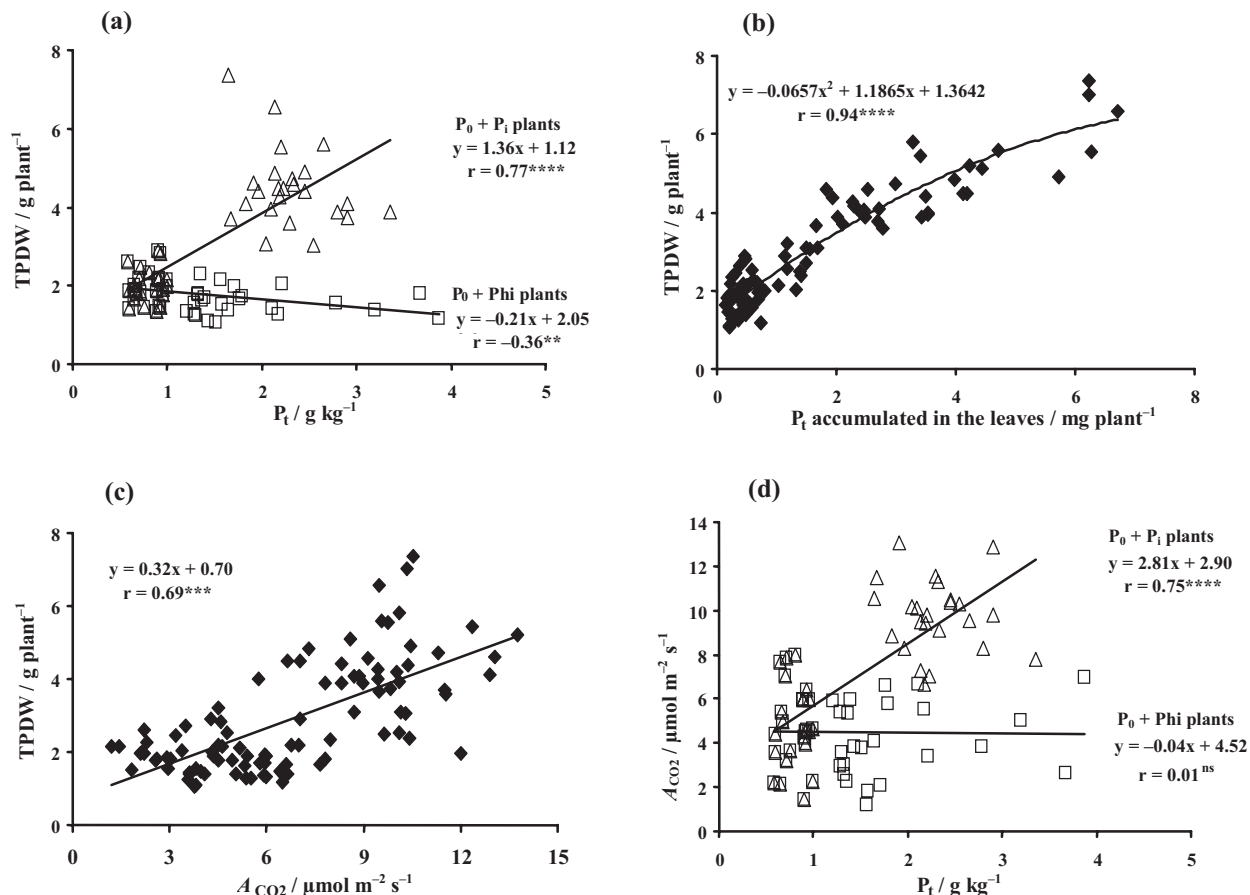 (a)
8
6
4
2
0
0 1 2 3 4 5
TPDW / g plant⁻¹
Pₜ / g kg⁻¹
P₀ + Pᵢ plants
y = 1.36x + 1.12
r = 0.77****
P₀ + Phi plants
y = –0.21x + 2.05
r = –0.36**
(b)
8
6
4
2
0
0 2 4 6 8
TPDW / g plant⁻¹
Pₜ accumulated in the leaves / mg plant⁻¹
y = –0.0657x² + 1.1865x + 1.3642
r = 0.94****
(c)
8
6
4
2
0
0 3 6 9 12 15
TPDW / g plant⁻¹
A CO2 / µmol m⁻² s⁻¹
y = 0.32x + 0.70
r = 0.69***
(d)
14
12
10
8
6
4
2
0
0 1 2 3 4 5
A CO2 / µmol m⁻² s⁻¹
Pₜ / g kg⁻¹
P₀ + Pᵢ plants
y = 2.81x + 2.90
r = 0.75****
P₀ + Phi plants
y = –0.04x + 4.52
r = 0.01 ns